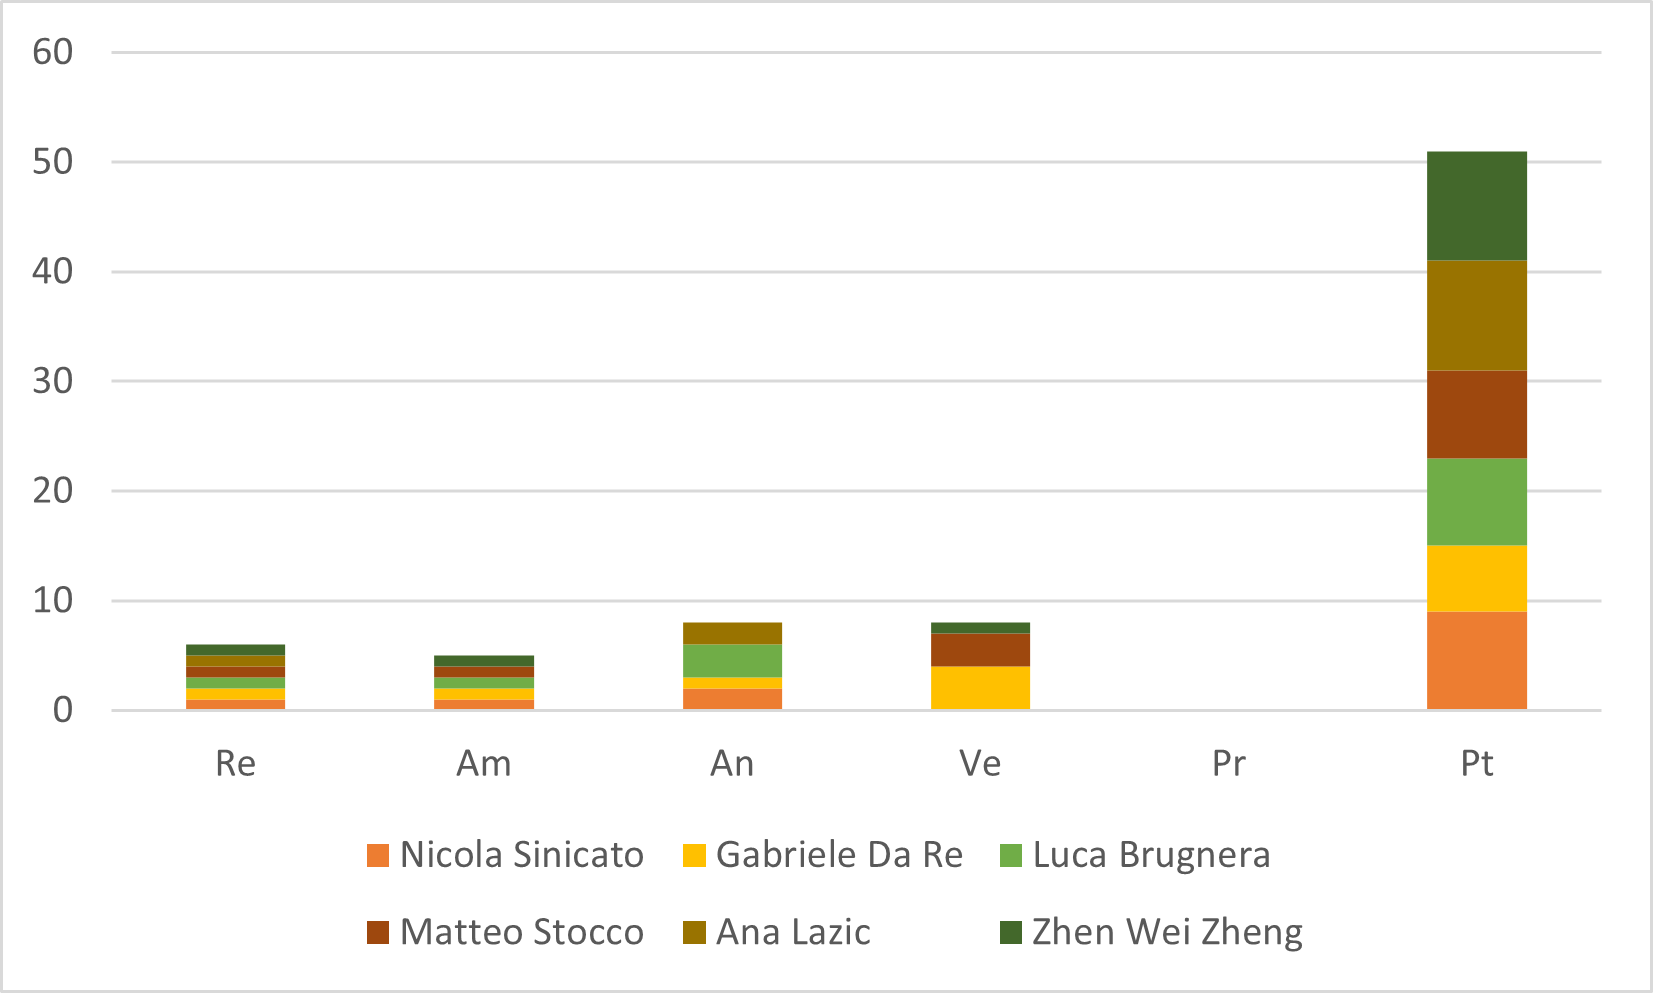 60
50
40
30
20
10
0
Re Am An Ve Pr Pt
Nicola Sinicato Gabriele Da Re Luca Brugnera
Matteo Stocco Ana Lazic Zhen Wei Zheng